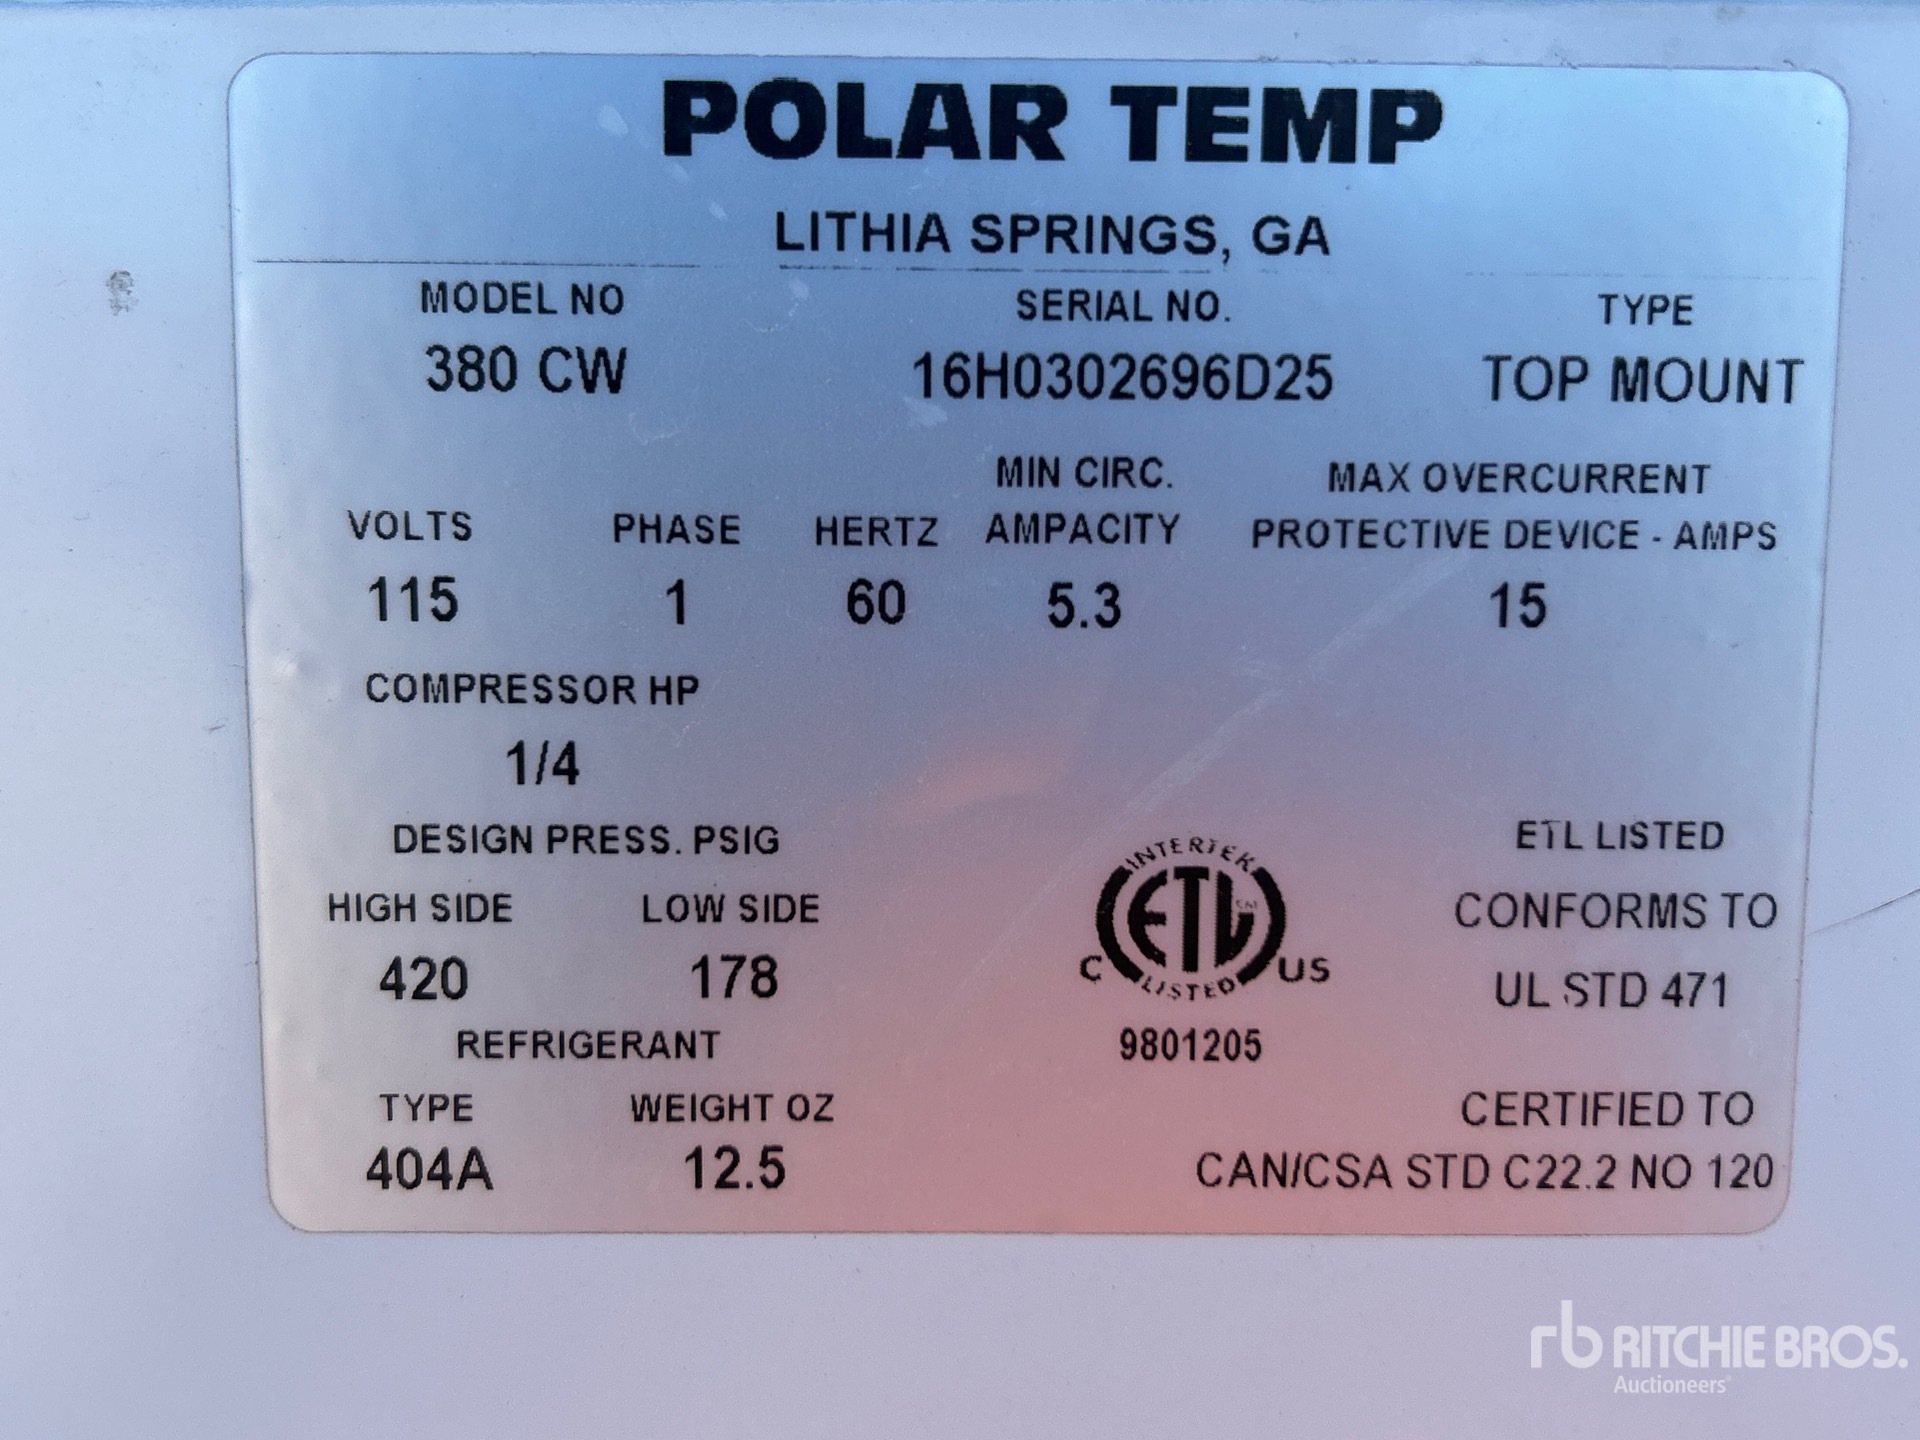 POLAR TEMP
LITHIA SPRINGS, GA
MODEL NO SERIAL NO. TYPE
380 CW 16H0302696D25 TOP MOUNT
MIN CIRC. MAX OVERCURRENT
VOLTS PHASE HERTZ AMPACITY PROTECTIVE DEVICE - AMPS
115 1 60 5.3 15
COMPRESSOR HP
1/4
DESIGN PRESS. PSIG
HIGH SIDE LOW SIDE
420 178
REFRIGERANT
TYPE WEIGHT OZ
404A 12.5
INTERTEK
ETL CM
C LISTED US
9801205
ETL LISTED
CONFORMS TO
UL STD 471
CERTIFIED TO
CAN/CSA STD C22.2 NO 120
rb RITCHIE BROS.
Auctioneers